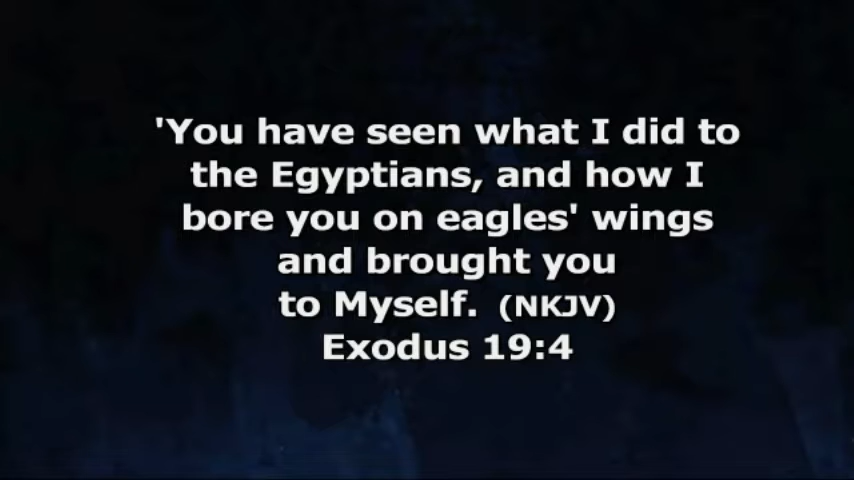 'You have seen what I did to
the Egyptians, and how I
bore you on eagles' wings
and brought you
to Myself. (NKJV)
Exodus 19:4